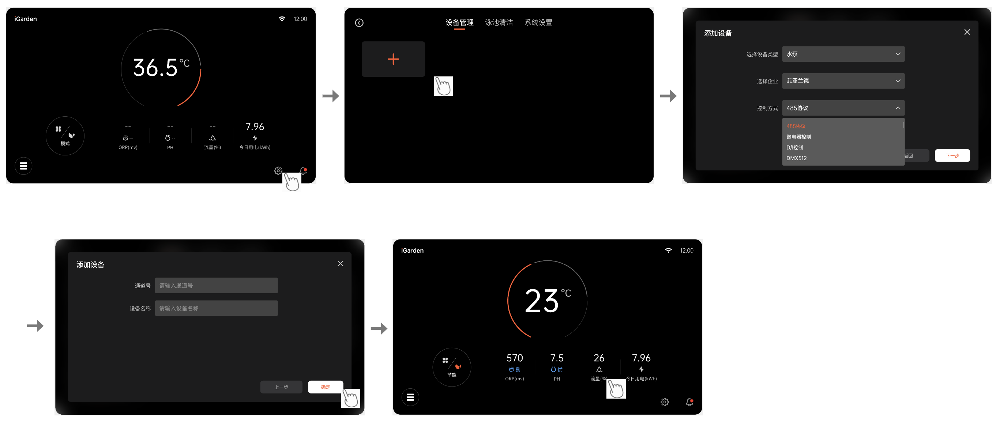 iGarden
12:00
36.5°C
模式
-- -- -- 7.96
-- --
ORP(mv) PH 流量(%) 今日用电(kWh)
设备管理 泳池清洁 系统设置
添加设备
选择设备类型 水泵
选择企业 菲亚兰德
控制方式 485协议
485协议
继电器控制
D/I控制
DMX512
返回 下一步
添加设备
通道号 请输入通道号
设备名称 请输入设备名称
上一步 确定
iGarden
12:00
23°C
节能
570 7.5 26 7.96
良 优
ORP(mv) PH 流量(%) 今日用电(kWh)